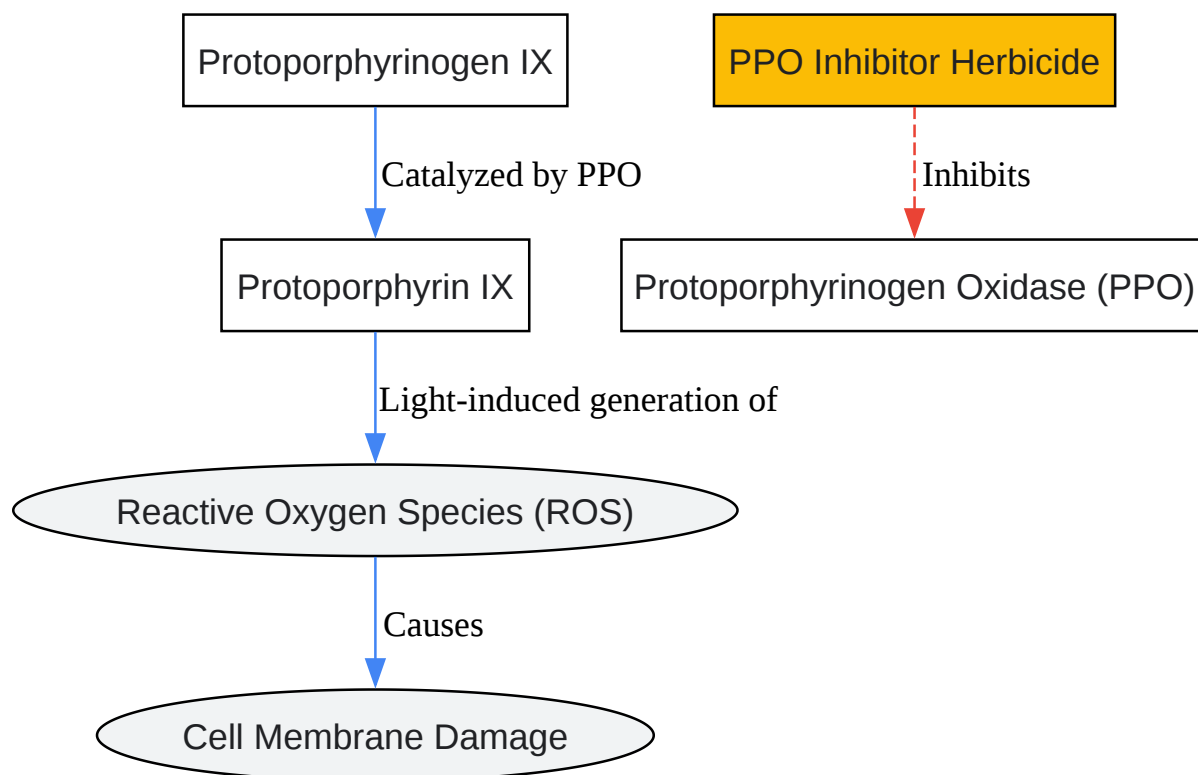 Protoporphyrinogen IX
PPO Inhibitor Herbicide
Catalyzed by PPO
Inhibits
Protoporphyrin IX
Protoporphyrinogen Oxidase (PPO)
Light-induced generation of
Reactive Oxygen Species (ROS)
Causes
Cell Membrane Damage